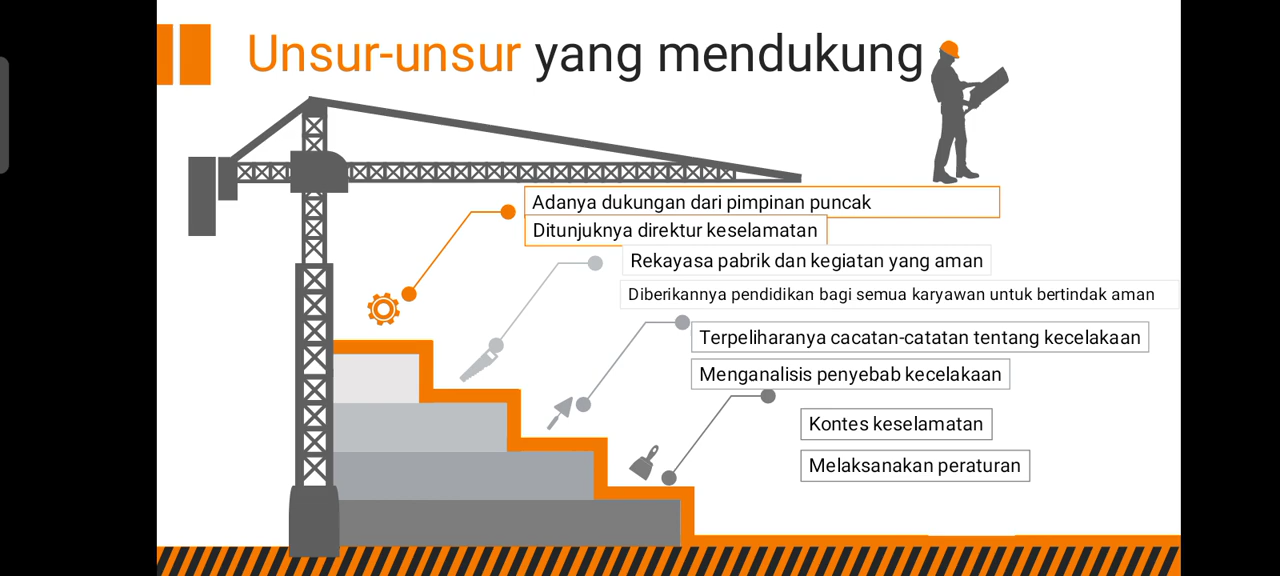 Unsur-unsur yang mendukung
Adanya dukungan dari pimpinan puncak
Ditunjuknya direktur keselamatan
Rekayasa pabrik dan kegiatan yang aman
Diberikannya pendidikan bagi semua karyawan untuk bertindak aman
Terpeliharanya cacatan-catatan tentang kecelakaan
Menganalisis penyebab kecelakaan
Kontes keselamatan
Melaksanakan peraturan